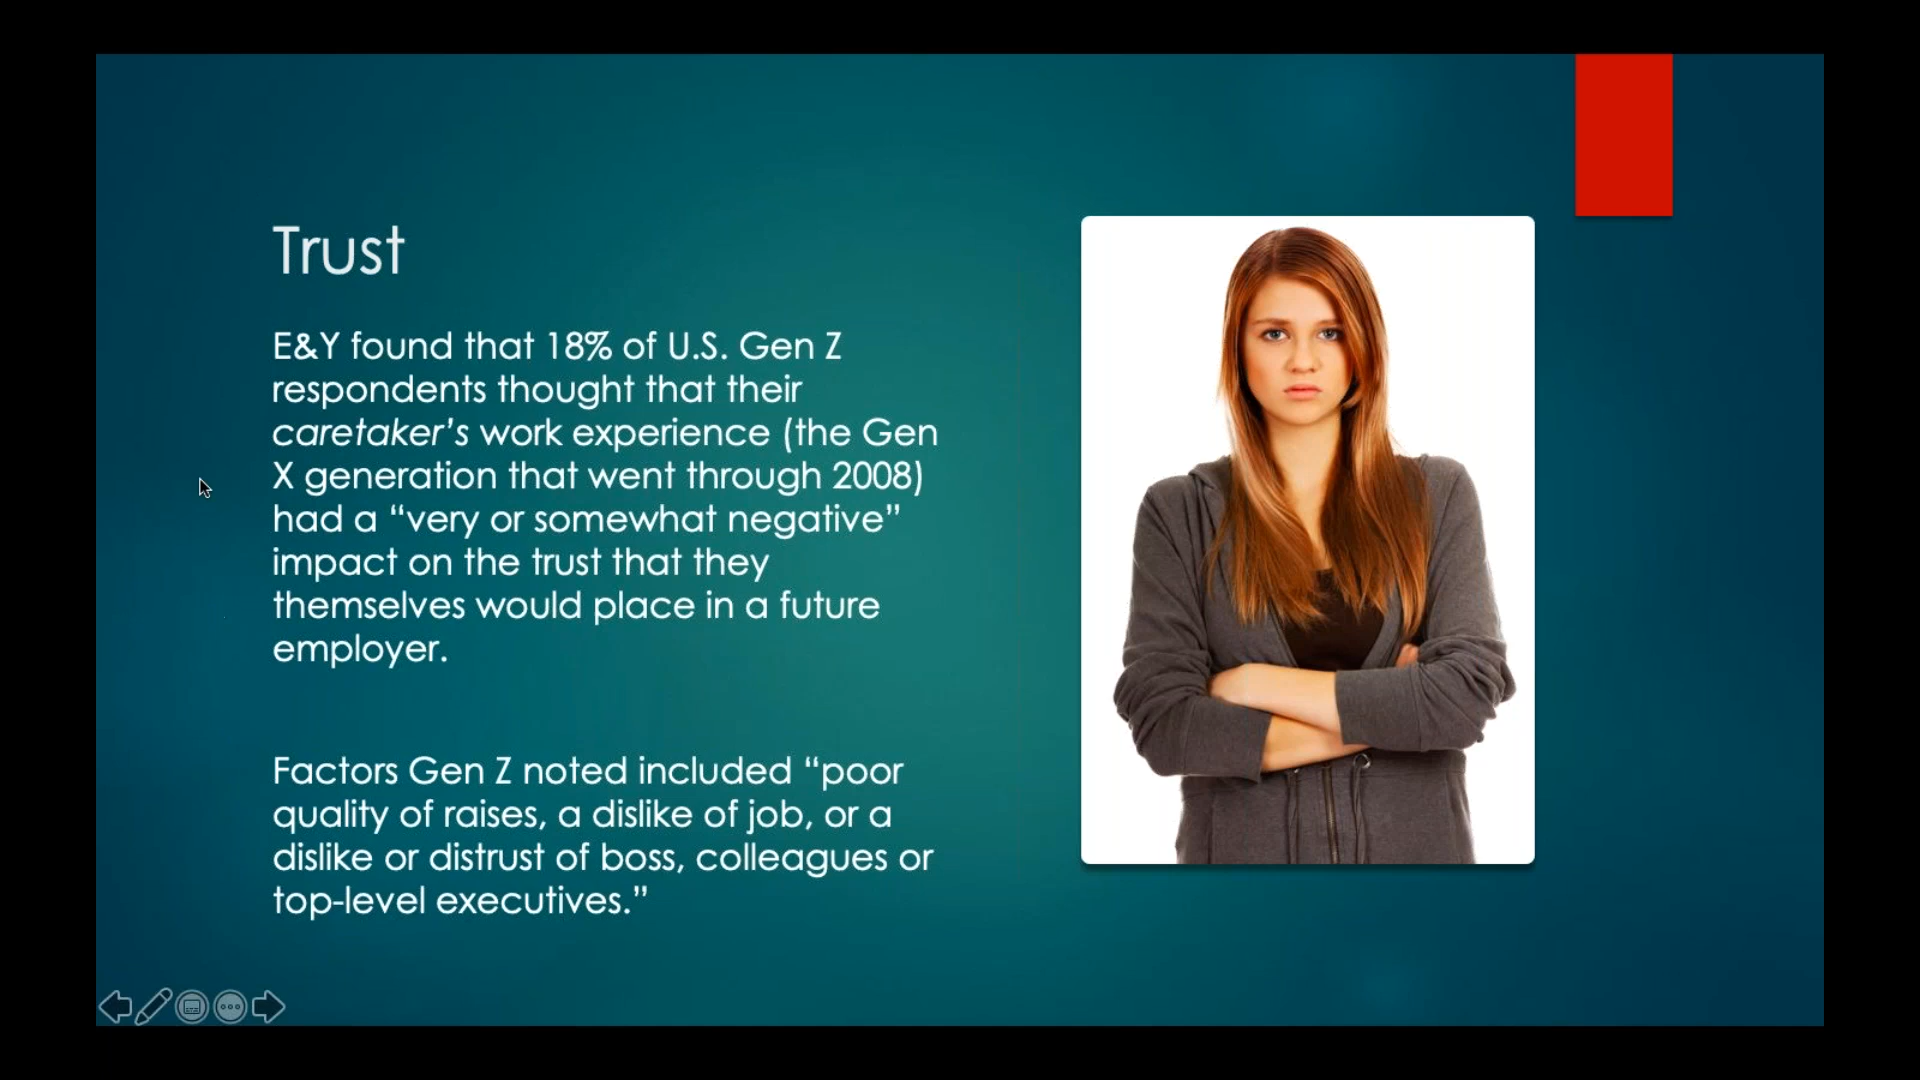 Trust
E&Y found that 18% of U.S. Gen Z
respondents thought that their
caretaker’s work experience (the Gen
X generation that went through 2008)
had a “very or somewhat negative”
impact on the trust that they
themselves would place in a future
employer.
Factors Gen Z noted included “poor
quality of raises, a dislike of job, or a
dislike or distrust of boss, colleagues or
top-level executives.”